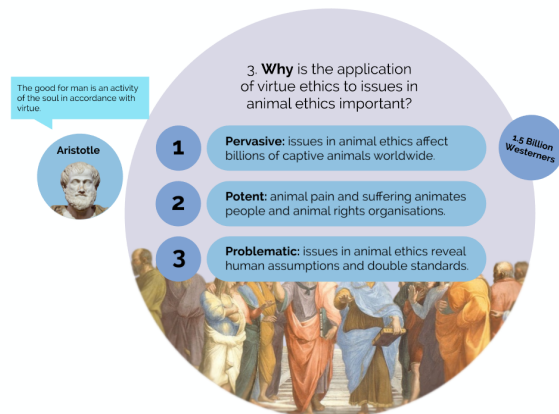 3. Why is the application
of virtue ethics to issues in
animal ethics important?
The good for man is an activity
of the soul in accordance with
virtue.
Aristotle
1
Pervasive: issues in animal ethics affect
billions of captive animals worldwide.
1.5 Billion
Westerners
2
Potent: animal pain and suffering animates
people and animal rights organisations.
3
Problematic: issues in animal ethics reveal
human assumptions and double standards.